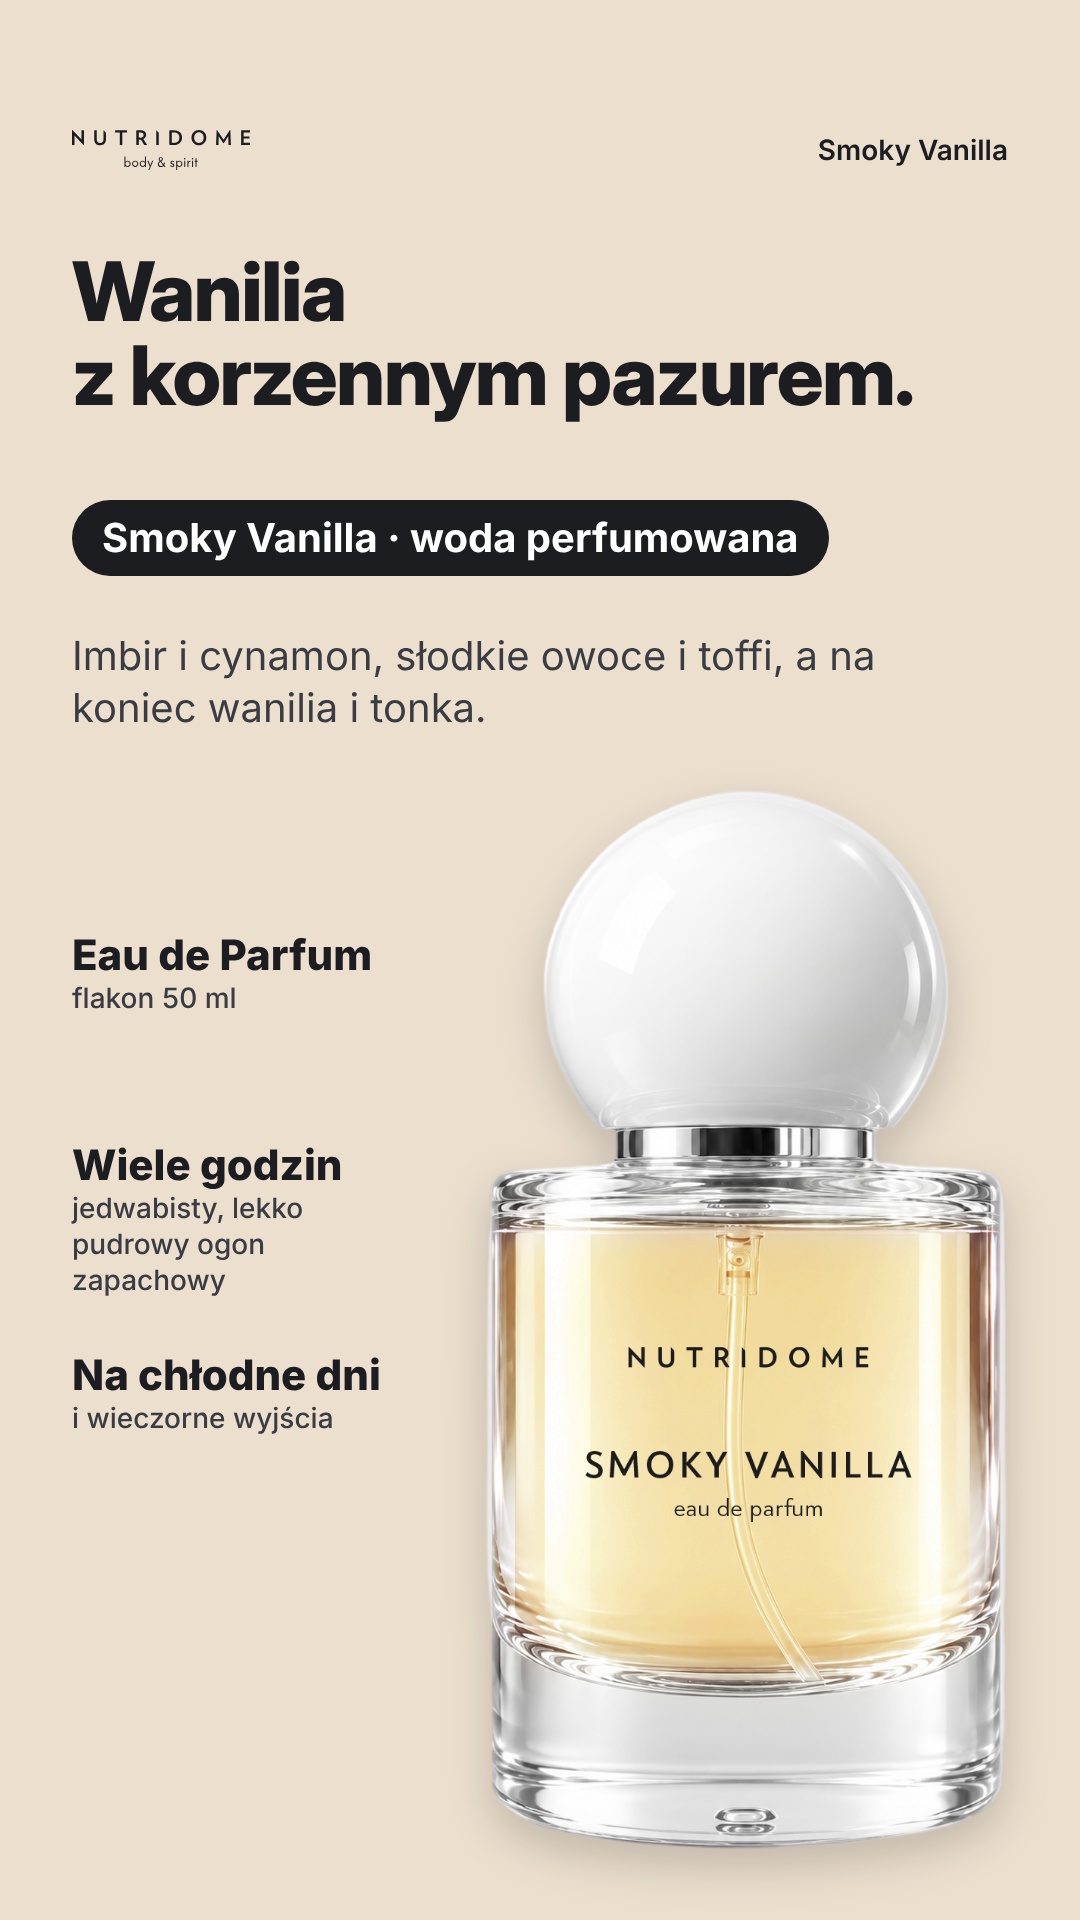 NUTRIDOME
body & spirit
Smoky Vanilla
Wanilia
z korzennym pazurem.
Smoky Vanilla · woda perfumowana
Imbir i cynamon, słodkie owoce i toffi, a na
koniec wanilia i tonka.
Eau de Parfum
flakon 50 ml
Wiele godzin
jedwabisty, lekko
pudrowy ogon
zapachowy
Na chłodne dni
i wieczorne wyjścia
NUTRIDOME
SMOKY VANILLA
eau de parfum